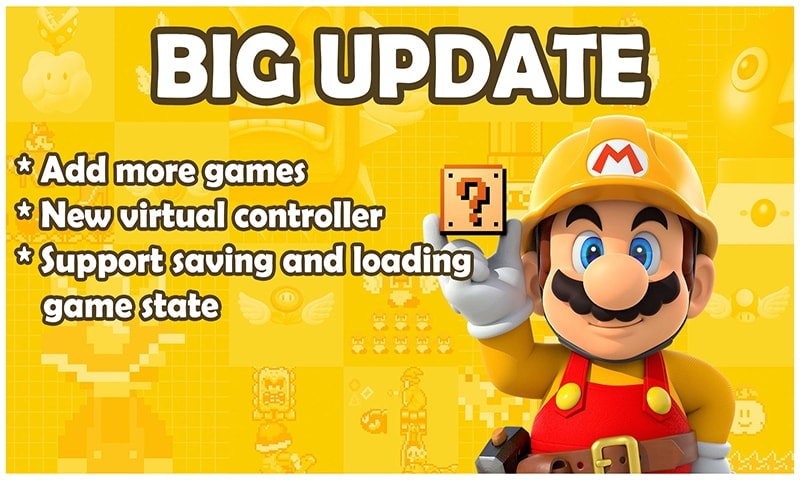 BIG UPDATE
* Add more games
* New virtual controller
* Support saving and loading
game state
M
?